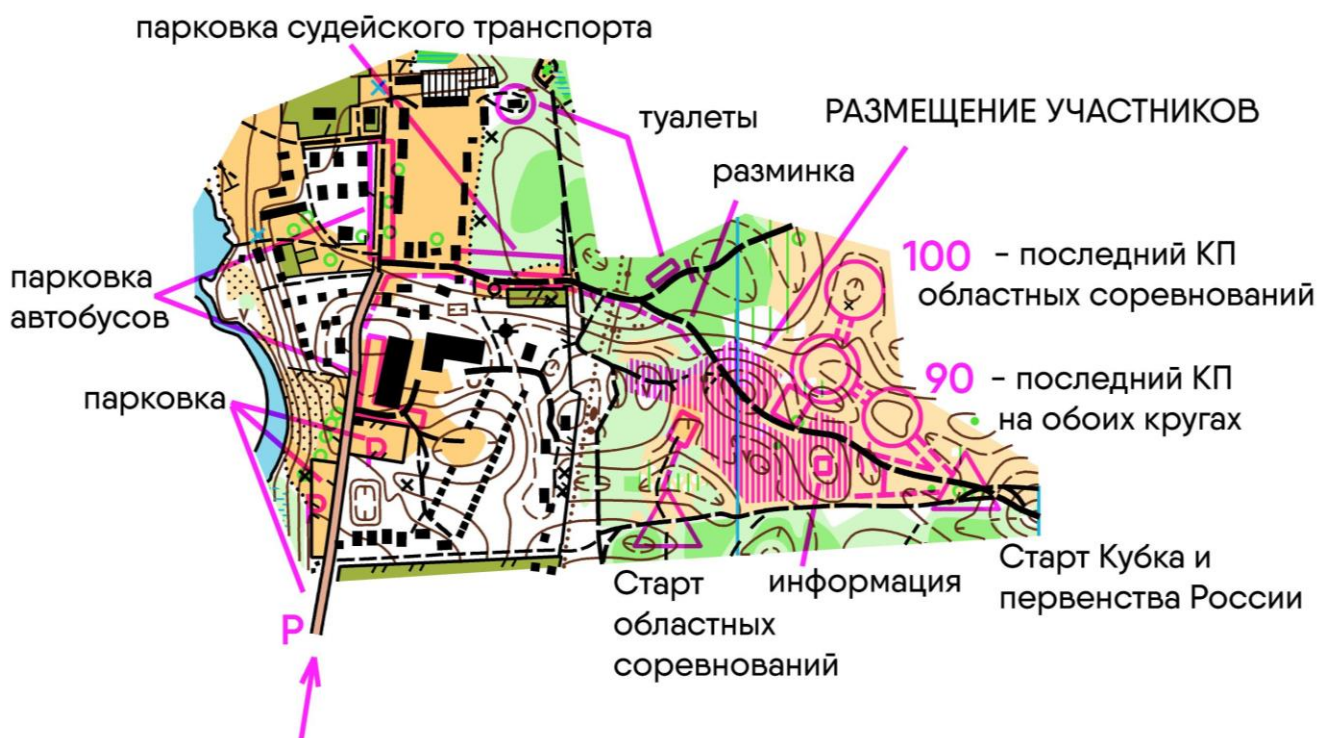 парковка судейского транспорта
туалеты
РАЗМЕЩЕНИЕ УЧАСТНИКОВ
разминка
100 - последний КП
областных соревнований
парковка
автобусов
90 - последний КП
на обоих кругах
парковка
P
P
P
Старт
областных
соревнований
информация
Старт Кубка и
первенства России